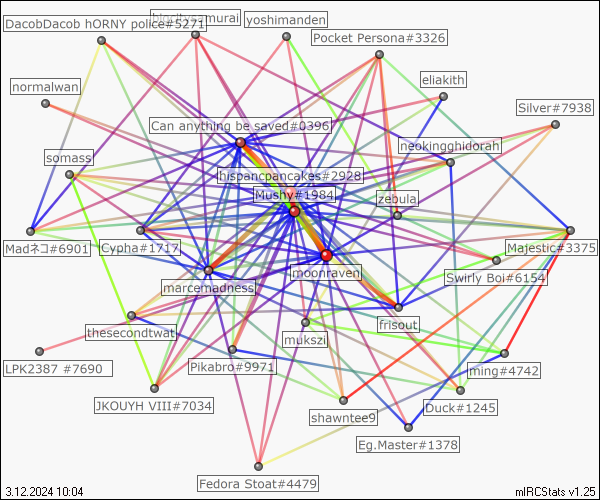 DacobDacob hORNY police#5271
yoshimanden
Pocket Persona#3326
eliakith
normalwan
Silver#7938
Can anything be saved#0396
neokingghidorah
somass
hispancpancakes#2928
Mushy#1984
zebula
Madネコ#6901
Cypha#1717
Majestic#3375
moonraven
Swirly Boi#6154
marcemadness
frisout
thesecondtwat
mukszi
LPK2387 #7690
Pikabro#9971
ming#4742
JKOUYH VIII#7034
shawntee9
Duck#1245
Eg.Master#1378
Fedora Stoat#4479
3.12.2024 10:04
mIRCStats v1.25